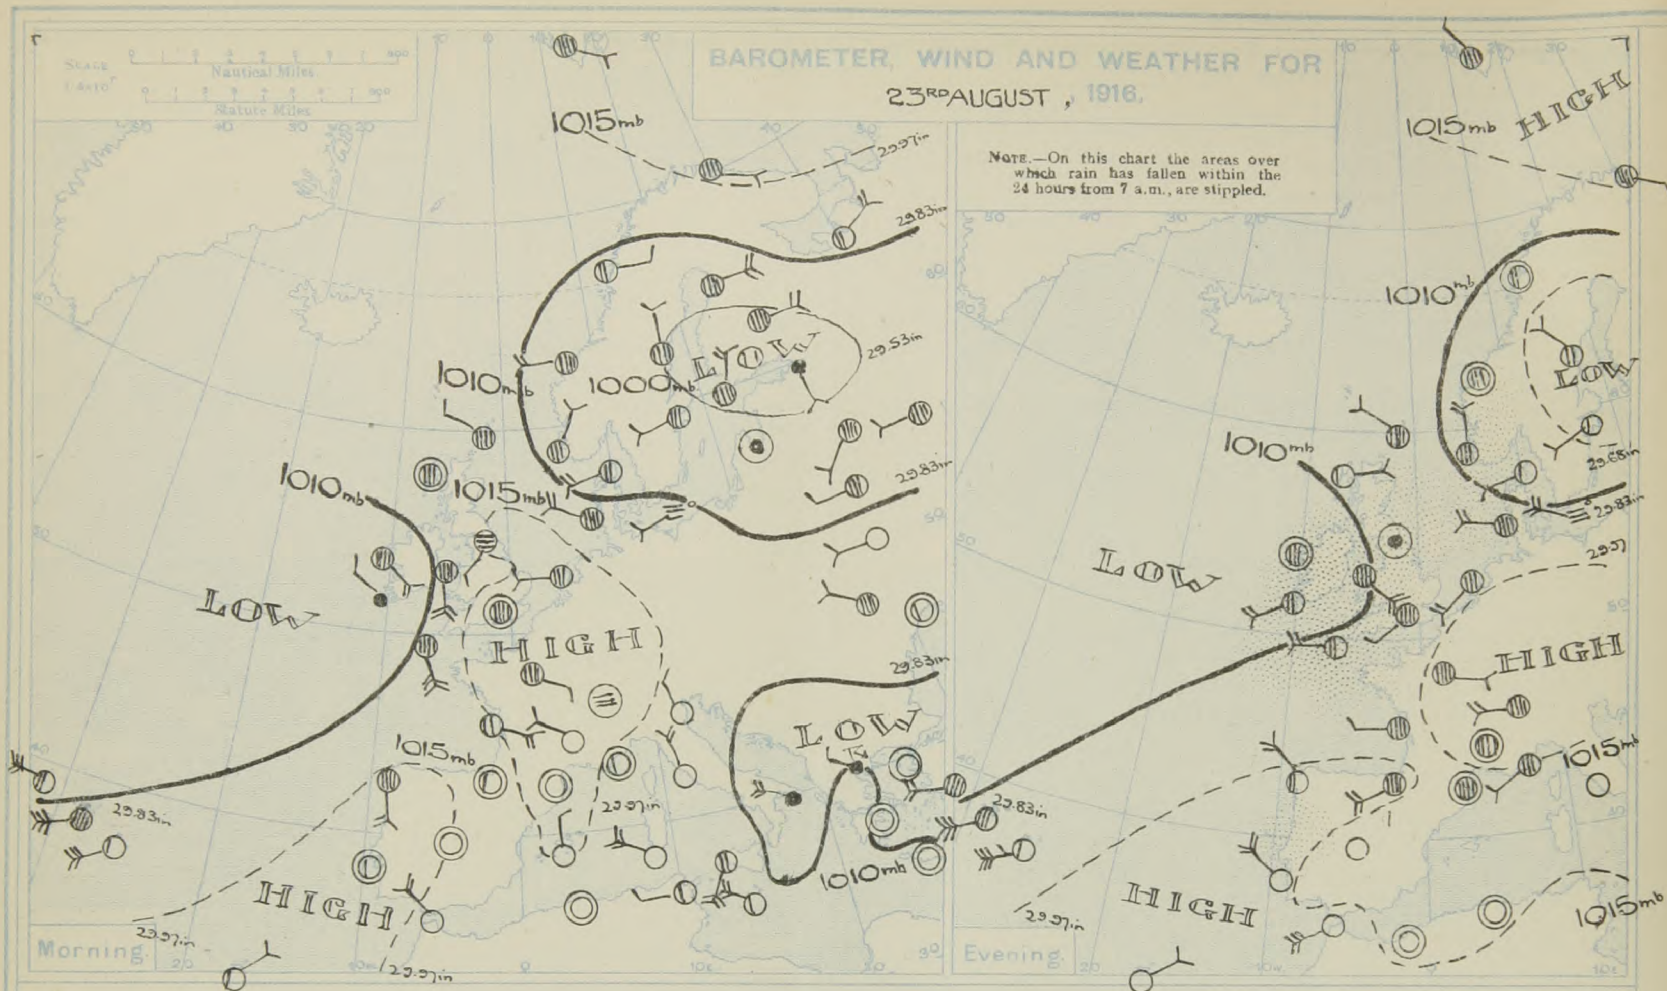 BAROMETER, WIND AND WEATHER FOR
23RD AUGUST, 1916.
NOTE.—On this chart the areas over
which rain has fallen within the
24 hours from 7 a.m., are stippled.
SCALE
Nautical Miles
Statute Miles
1015mb
29.97in
29.83in
1010mb
1000mb
LOW
29.53in
1010mb
1015mb
29.83in
LOW
HIGH
29.83in
LOW
1015mb
29.97in
29.83in
1010mb
HIGH
29.97in
29.97in
Morning
1015mb
HIGH
1010mb
LOW
1010mb
29.68in
29.83in
LOW
29.97
HIGH
1015mb
29.83in
HIGH
29.97in
1015mb
Evening